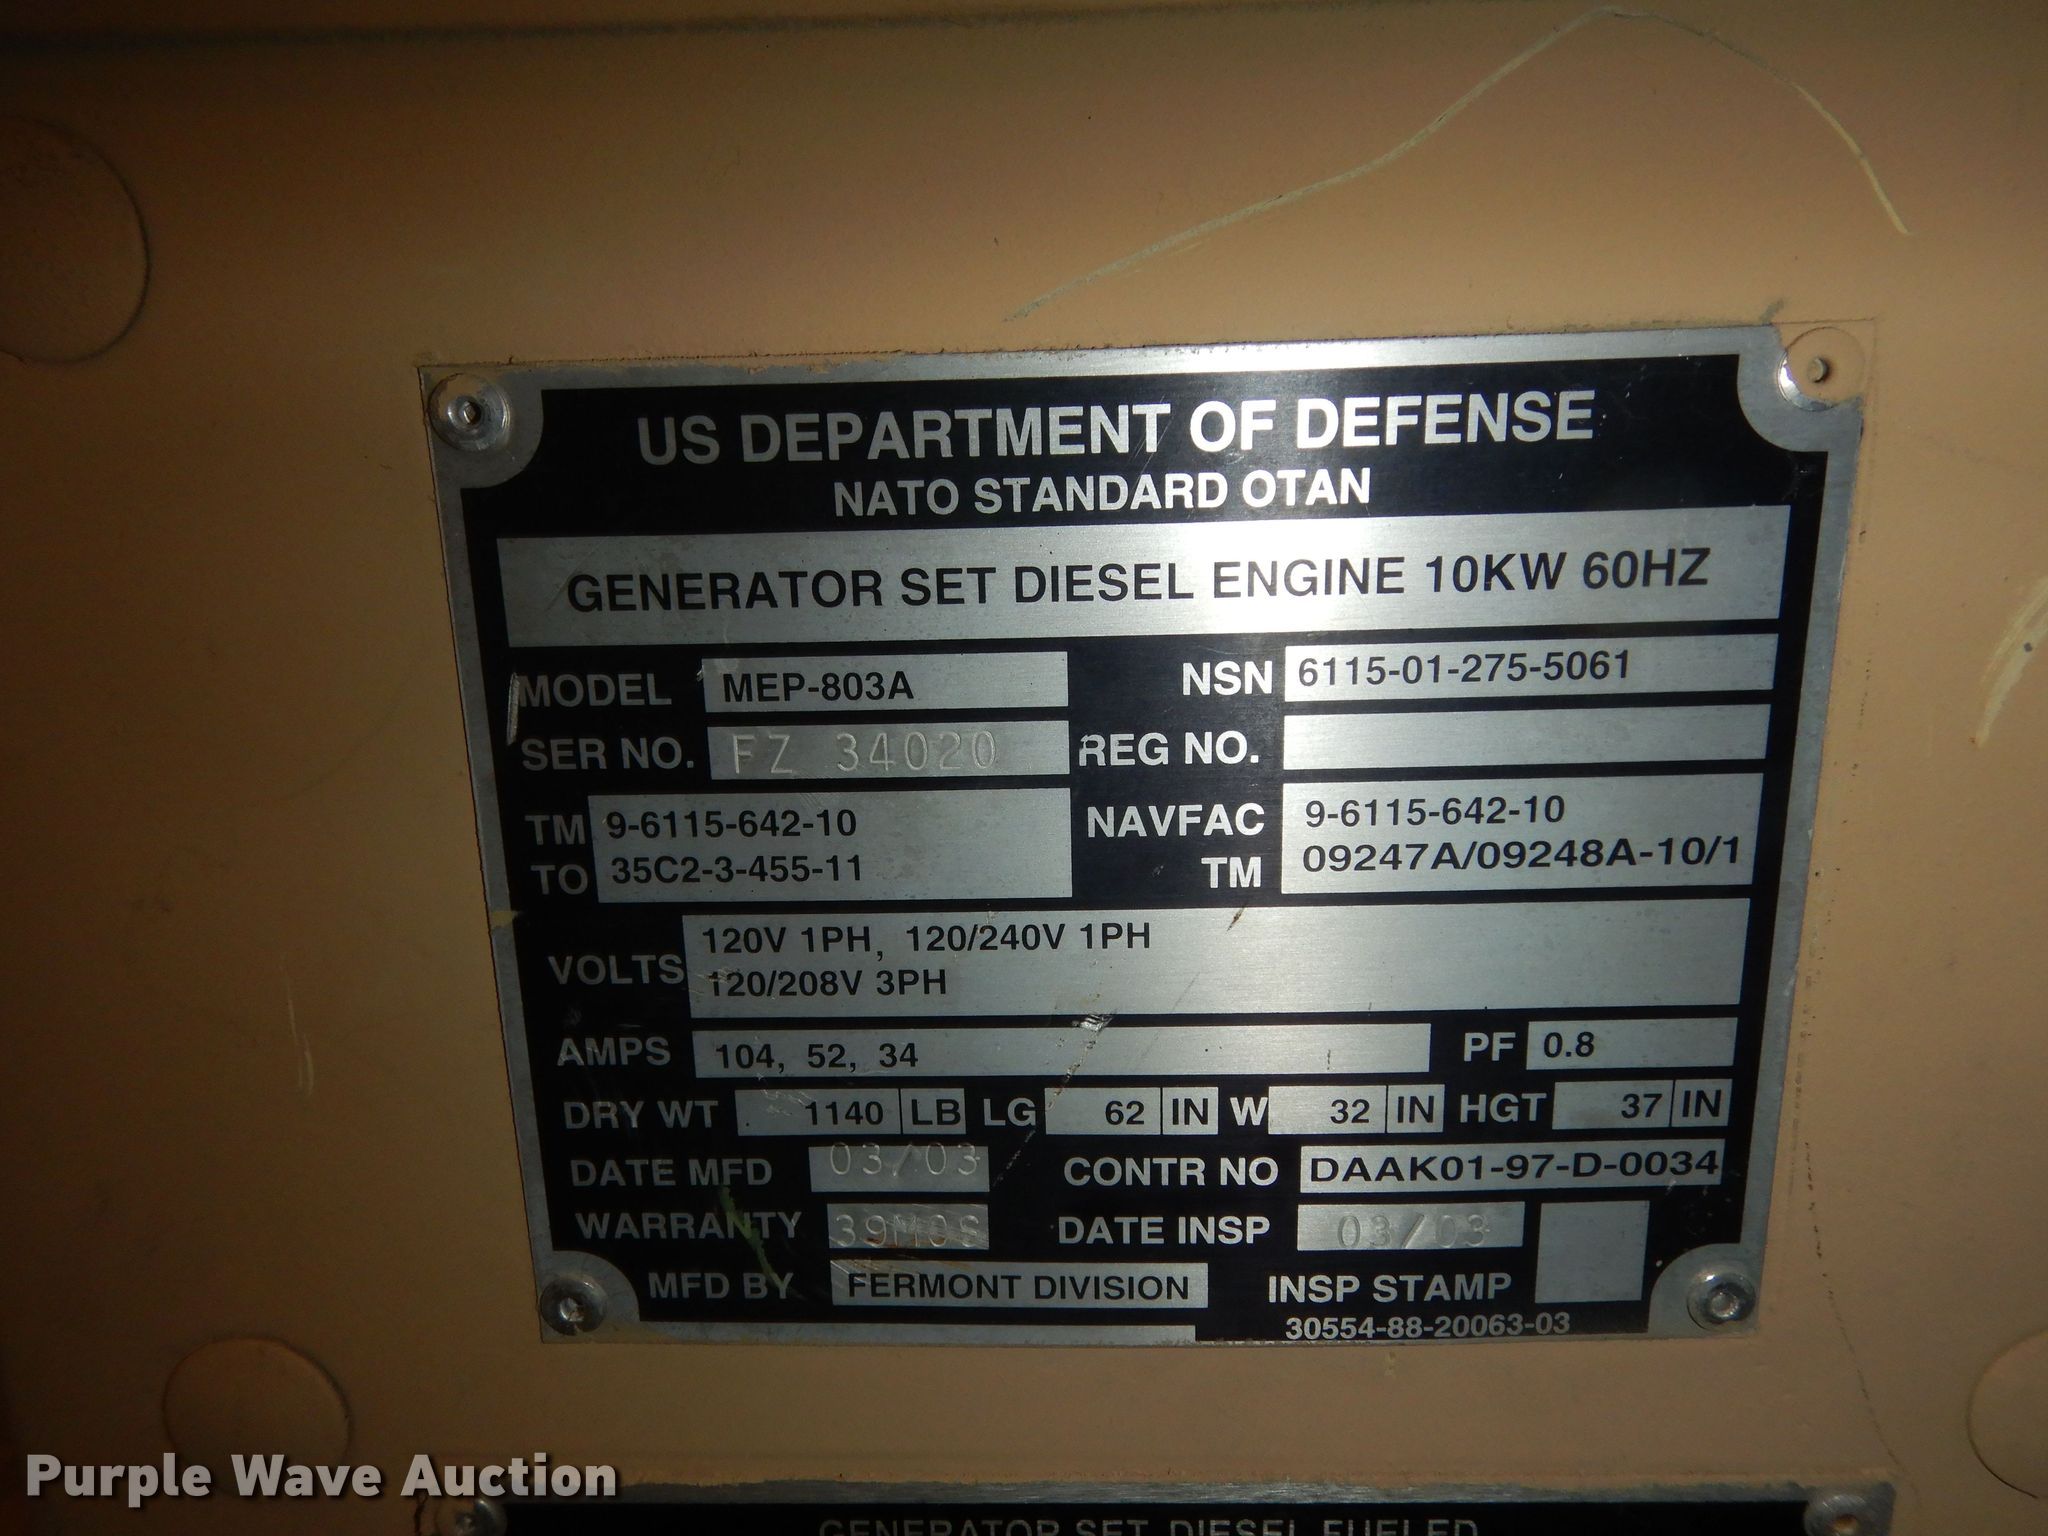 US DEPARTMENT OF DEFENSE
NATO STANDARD OTAN
GENERATOR SET DIESEL ENGINE 10KW 60HZ
MODEL MEP-803A NSN 6115-01-275-5061
SER NO. FZ 34020 REG NO.
TM 9-6115-642-10 NAVFAC 9-6115-642-10
TO 35C2-3-455-11 TM 09247A/09248A-10/1
VOLTS 120V 1PH, 120/240V 1PH
120/208V 3PH
AMPS 104, 52, 34 PF 0.8
DRY WT 1140 LB LG 62 IN W 32 IN HGT 37 IN
DATE MFD 03/03 CONTR NO DAAK01-97-D-0034
WARRANTY 39MOS DATE INSP 03/03
MFD BY FERMONT DIVISION INSP STAMP
30554-88-20063-03
Purple Wave Auction
GENERATOR SET, DIESEL FUELED